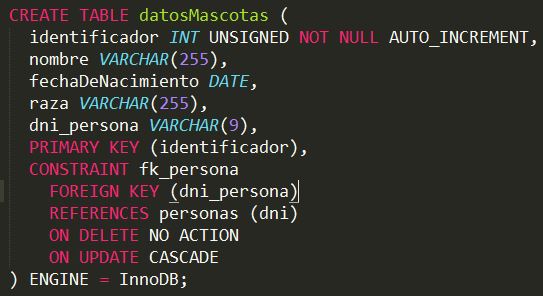 CREATE TABLE datosMascotas (
identificador INT UNSIGNED NOT NULL AUTO_INCREMENT,
nombre VARCHAR(255),
fechaDeNacimiento DATE,
raza VARCHAR(255),
dni_persona VARCHAR(9),
PRIMARY KEY (identificador),
CONSTRAINT fk_persona
FOREIGN KEY (dni_persona)
REFERENCES personas (dni)
ON DELETE NO ACTION
ON UPDATE CASCADE
) ENGINE = InnoDB;